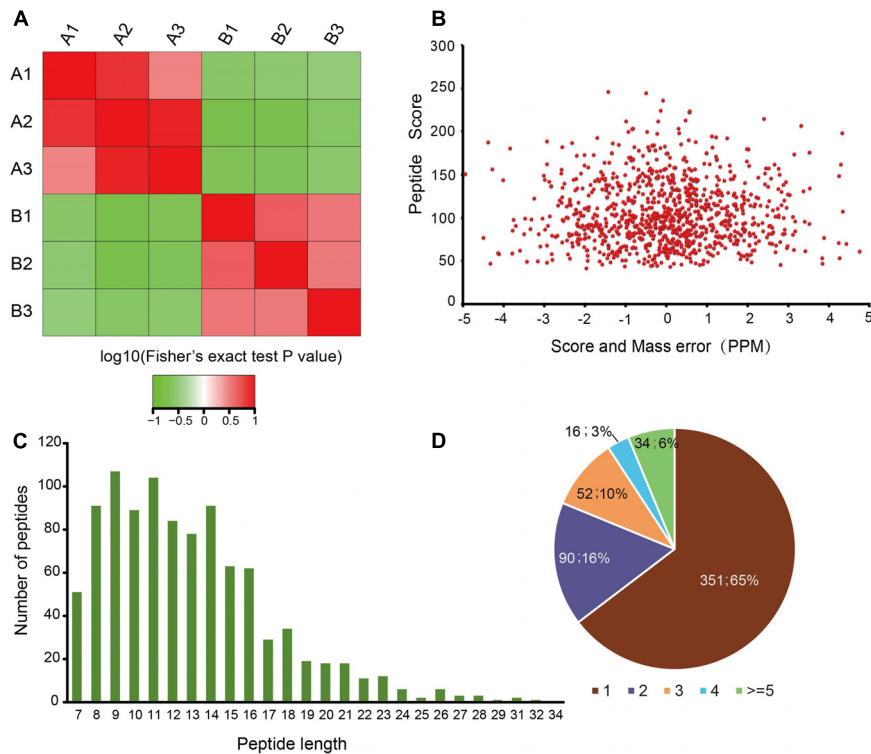 A
A1 A2 A3 B1 B2 B3
A1
A2
A3
B1
B2
B3
log10(Fisher's exact test P value)
−1 −0.5 0 0.5 1
B
Peptide Score
300
250
200
150
100
50
0
-5 -4 -3 -2 -1 0 1 2 3 4 5
Score and Mass error (PPM)
C
Number of peptides
120
100
80
60
40
20
0
7 8 9 10 11 12 13 14 15 16 17 18 19 20 21 22 23 24 25 26 27 28 29 31 32 34
Peptide length
D
16 ; 3%
34 ;6%
52 ;10%
90 ;16%
351 ;65%
1 2 3 4 >=5